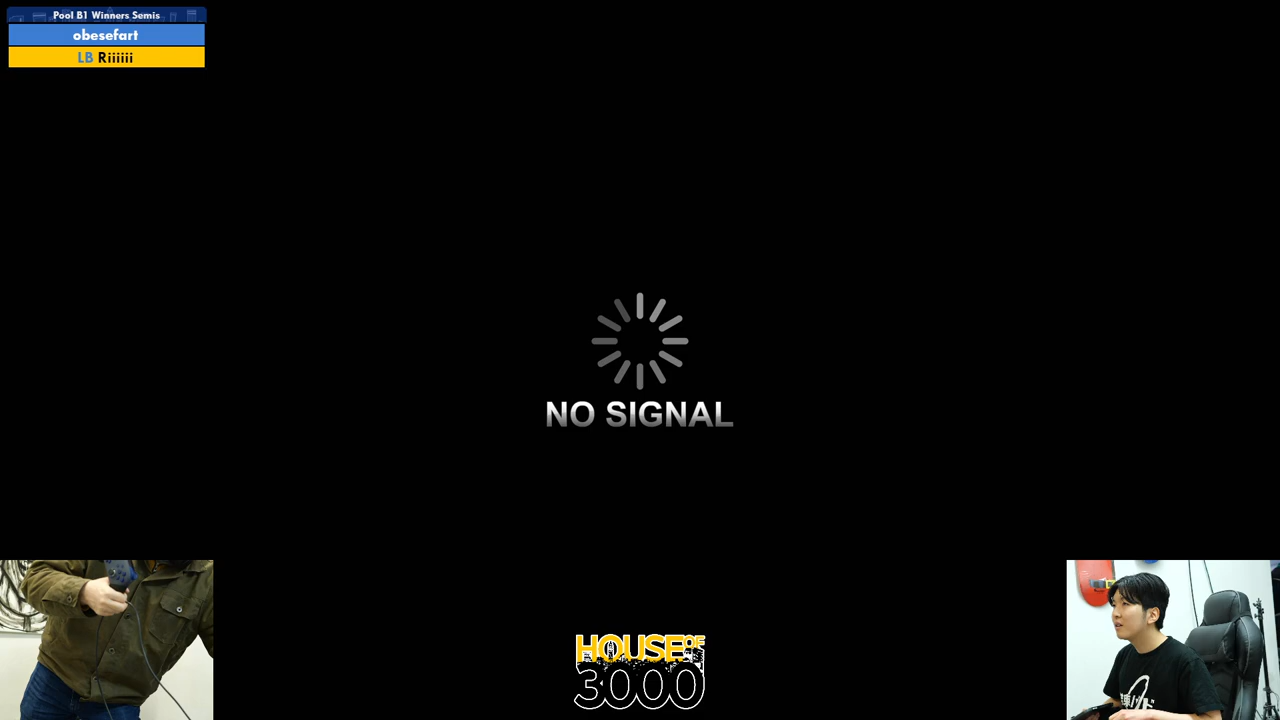 Pool B1 Winners Semis
obesefart
LB Riiiiii
NO SIGNAL
HOUSE OF
3000